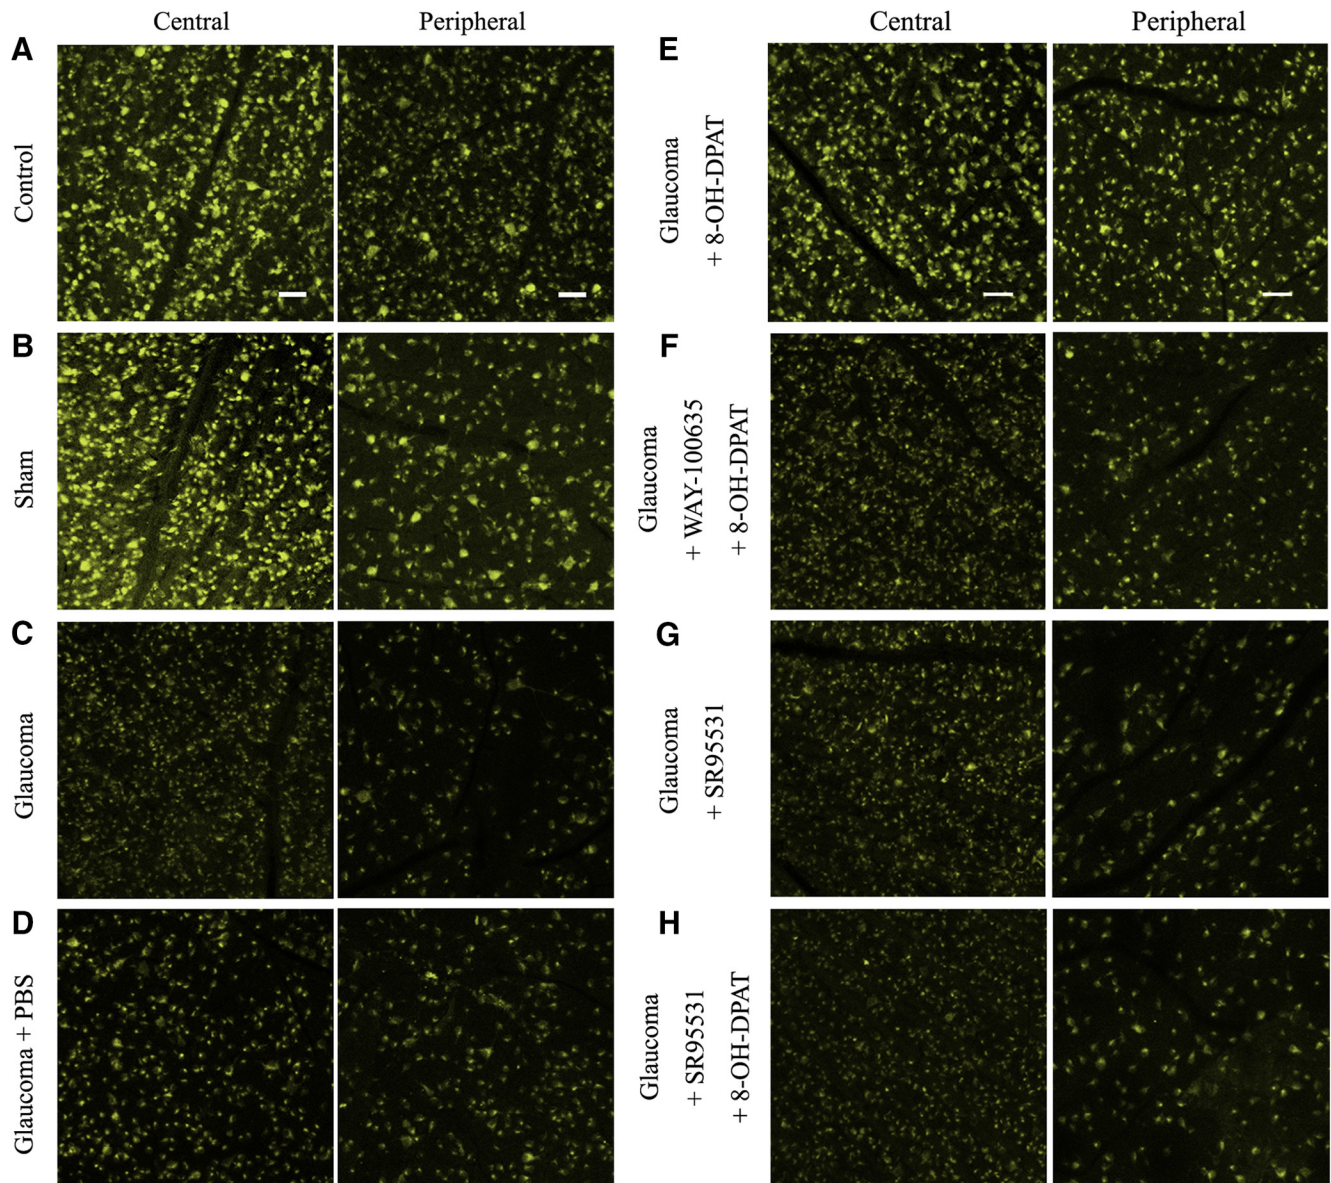 Central
Peripheral
Central
Peripheral
A
Control
B
Sham
C
Glaucoma
D
Glaucoma + PBS
E
Glaucoma
+ 8-OH-DPAT
F
Glaucoma
+ WAY-100635
+ 8-OH-DPAT
G
Glaucoma
+ SR95531
H
Glaucoma
+ SR95531
+ 8-OH-DPAT